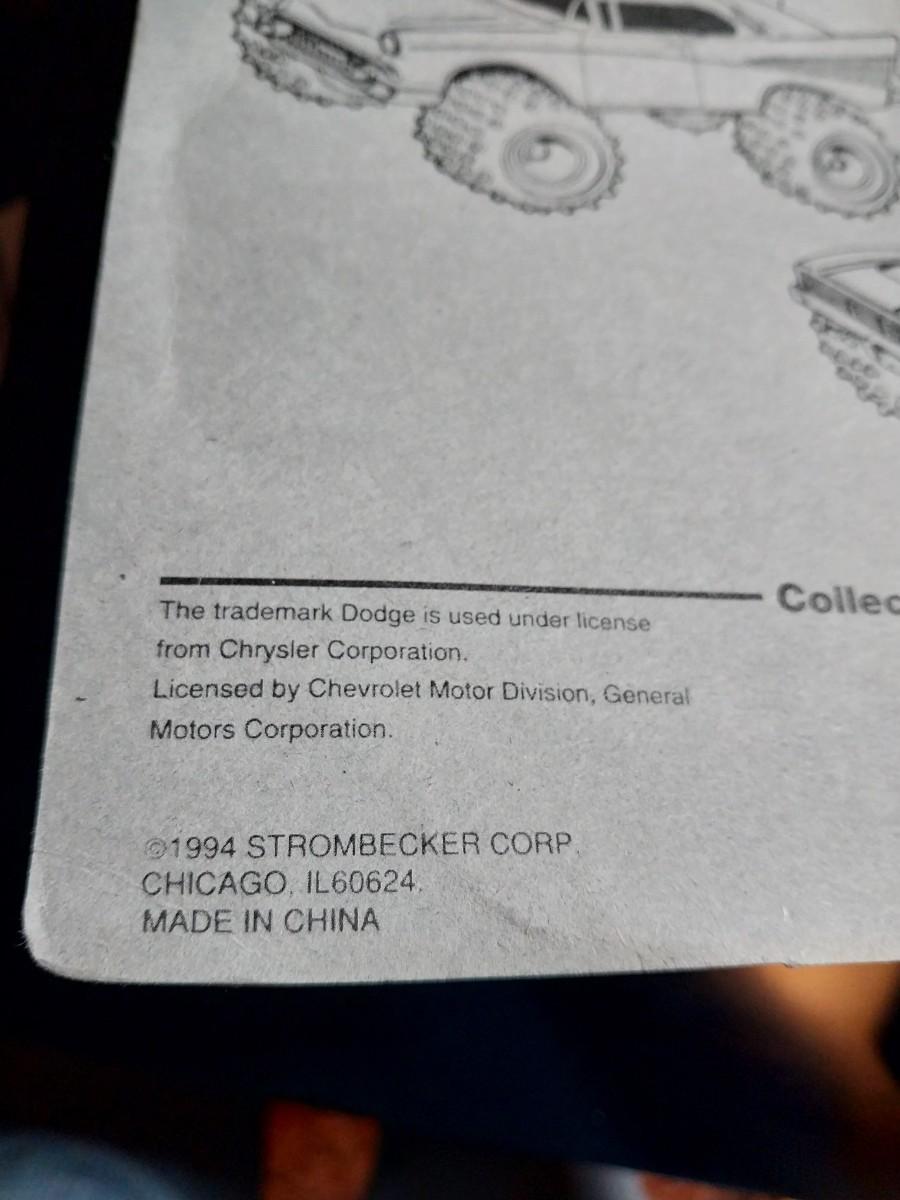 Collec
The trademark Dodge is used under license
from Chrysler Corporation.
Licensed by Chevrolet Motor Division, General
Motors Corporation.
©1994 STROMBECKER CORP.
CHICAGO, IL60624.
MADE IN CHINA